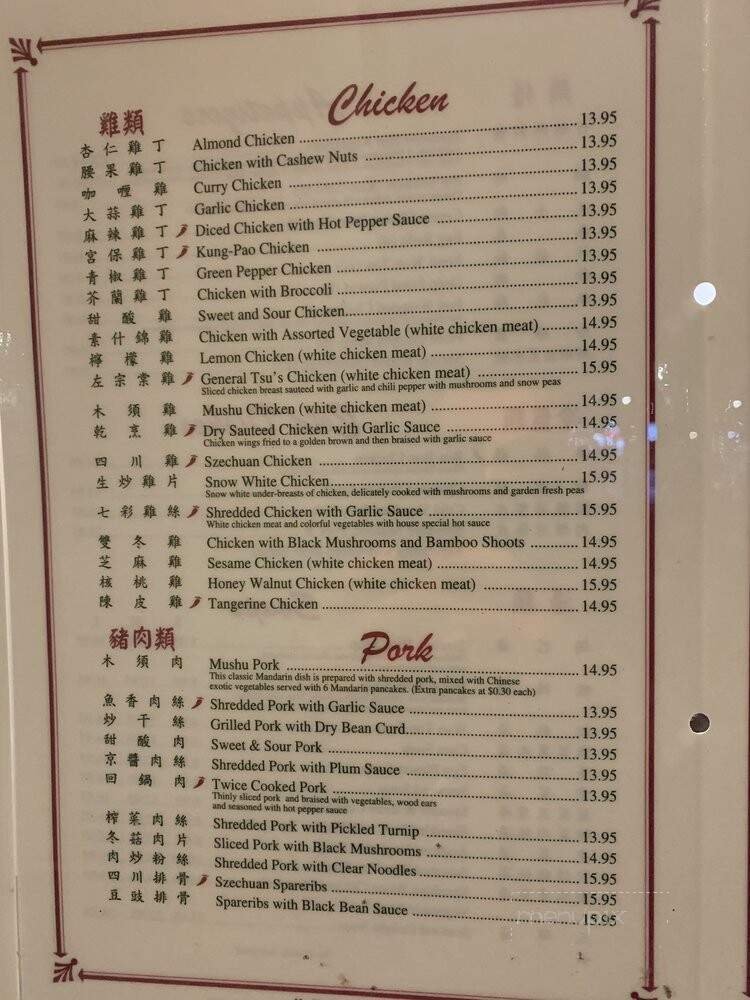 雞類 Chicken
杏仁雞丁 Almond Chicken 13.95
腰果雞丁 Chicken with Cashew Nuts 13.95
咖喱雞 Curry Chicken 13.95
大蒜雞丁 Garlic Chicken 13.95
麻辣雞丁 Diced Chicken with Hot Pepper Sauce 13.95
宮保雞丁 Kung-Pao Chicken 13.95
青椒雞丁 Green Pepper Chicken 13.95
芥蘭雞丁 Chicken with Broccoli 13.95
甜酸雞 Sweet and Sour Chicken 13.95
素什錦雞 Chicken with Assorted Vegetable (white chicken meat) 14.95
檸檬雞 Lemon Chicken (white chicken meat) 14.95
左宗棠雞 General Tsu's Chicken (white chicken meat) 15.95
Sliced chicken breast sauteed with garlic and chili pepper with mushrooms and snow peas
木須雞 Mushu Chicken (white chicken meat) 14.95
乾烹雞 Dry Sauteed Chicken with Garlic Sauce 14.95
Chicken wings fried to a golden brown and then braised with garlic sauce
四川雞 Szechuan Chicken 14.95
生炒雞片 Snow White Chicken 15.95
Snow white under-breasts of chicken, delicately cooked with mushrooms and garden fresh peas
七彩雞絲 Shredded Chicken with Garlic Sauce 15.95
White chicken meat and colorful vegetables with house special hot sauce
雙冬雞 Chicken with Black Mushrooms and Bamboo Shoots 14.95
芝麻雞 Sesame Chicken (white chicken meat) 14.95
核桃雞 Honey Walnut Chicken (white chicken meat) 15.95
陳皮雞 Tangerine Chicken 14.95
豬肉類 Pork
木須肉 Mushu Pork 14.95
This classic Mandarin dish is prepared with shredded pork, mixed with Chinese
exotic vegetables served with 6 Mandarin pancakes. (Extra pancakes at $0.30 each)
魚香肉絲 Shredded Pork with Garlic Sauce 13.95
炒干絲 Grilled Pork with Dry Bean Curd 13.95
甜酸肉 Sweet & Sour Pork 13.95
京醬肉絲 Shredded Pork with Plum Sauce 13.95
回鍋肉 Twice Cooked Pork 13.95
Thinly sliced pork and braised with vegetables, wood ears
and seasoned with hot pepper sauce
榨菜肉絲 Shredded Pork with Pickled Turnip 13.95
冬菇肉片 Sliced Pork with Black Mushrooms 14.95
肉炒粉絲 Shredded Pork with Clear Noodles 15.95
四川排骨 Szechuan Spareribs 15.95
豆豉排骨 Spareribs with Black Bean Sauce 15.95